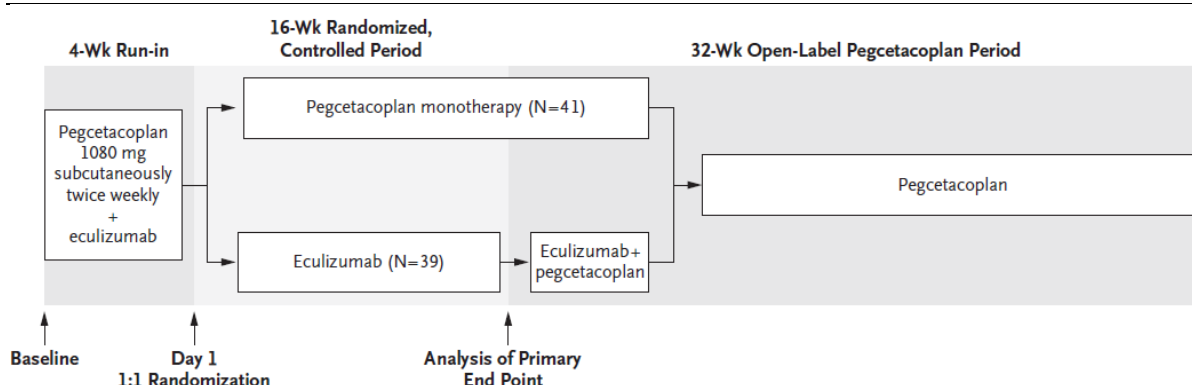 4-Wk Run-in
16-Wk Randomized,
Controlled Period
32-Wk Open-Label Pegcetacoplan Period
Pegcetacoplan
1080 mg
subcutaneously
twice weekly
+
eculizumab
Pegcetacoplan monotherapy (N=41)
Eculizumab (N=39)
Eculizumab+
pegcetacoplan
Pegcetacoplan
Baseline
Day 1
1:1 Randomization
Analysis of Primary
End Point